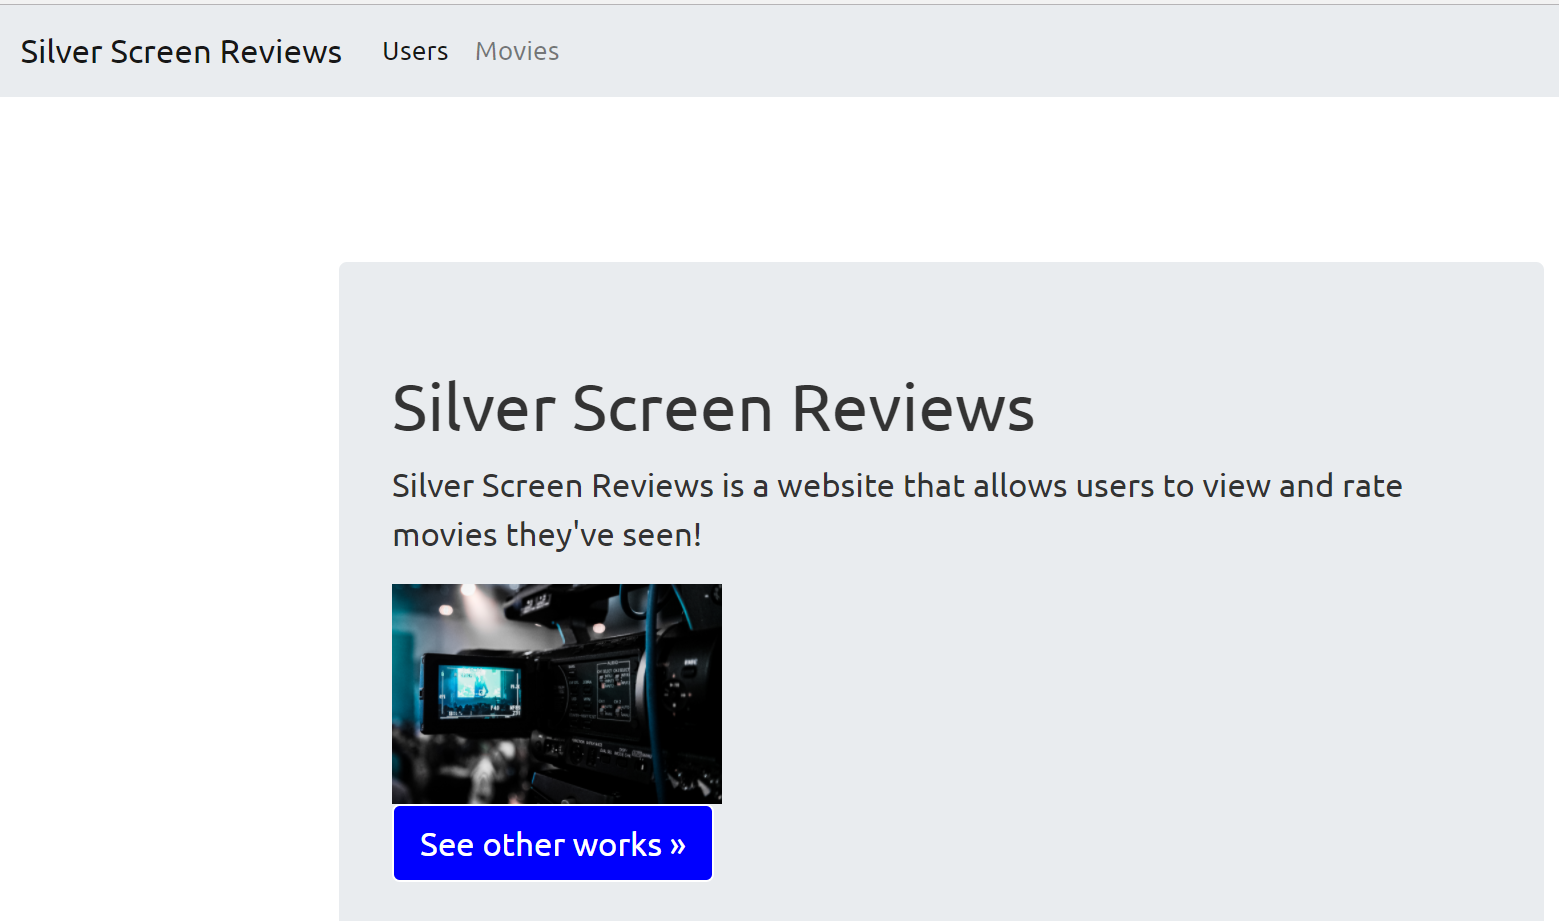 Silver Screen Reviews Users Movies
Silver Screen Reviews
Silver Screen Reviews is a website that allows users to view and rate
movies they've seen!
See other works »